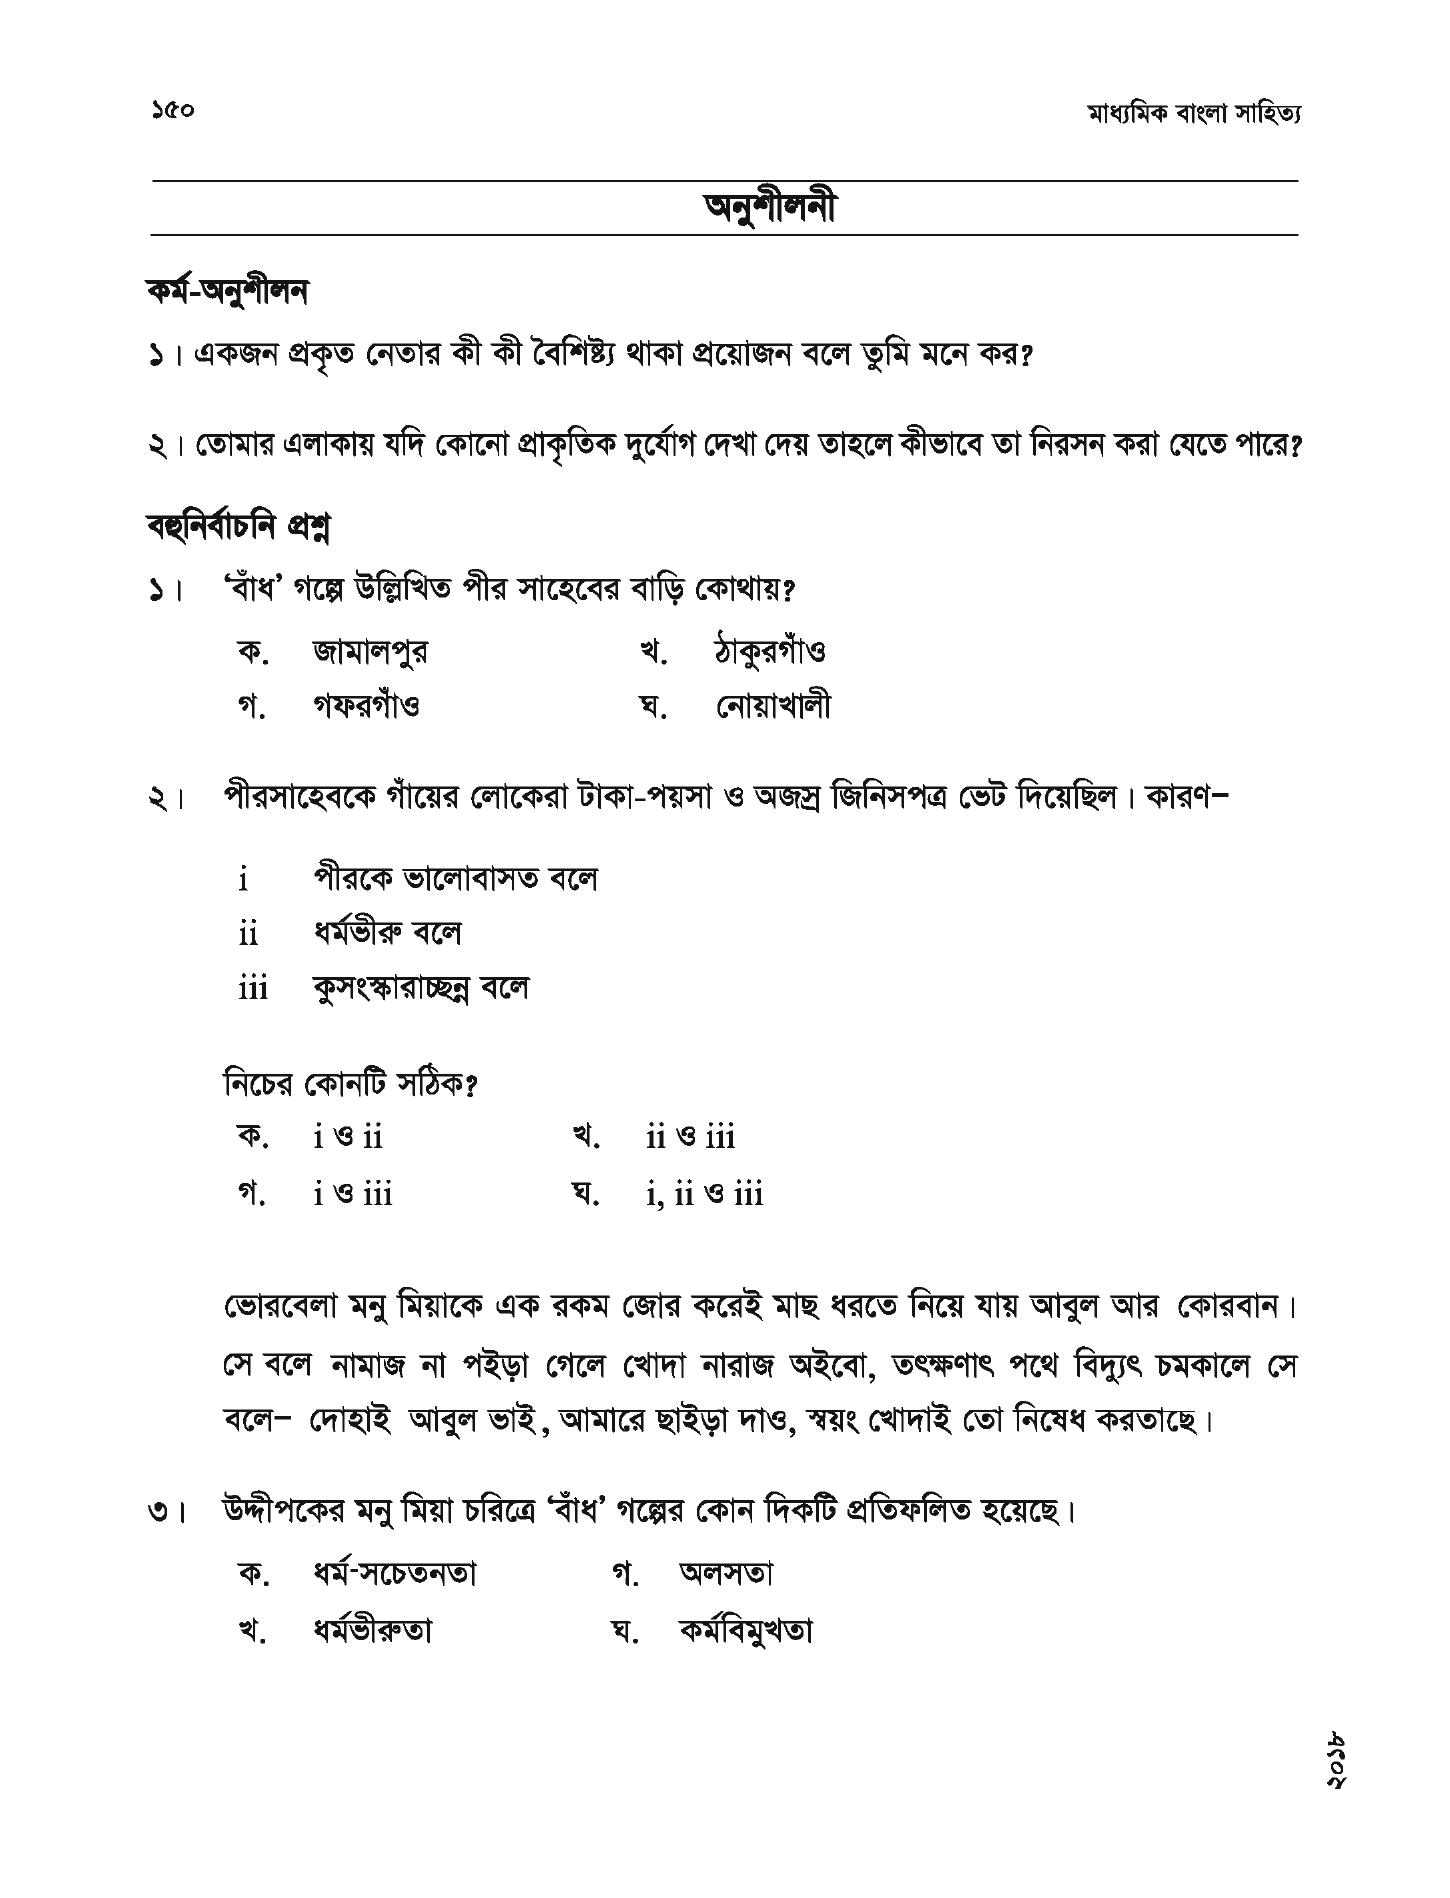 ১৫০ মাধ্যমিক বাংলা সাহিত্য
অনুশীলনী
কর্ম-অনুশীলন
১। একজন প্রকৃত নেতার কী কী বৈশিষ্ট্য থাকা প্রয়োজন বলে তুমি মনে কর?
২। তোমার এলাকায় যদি কোনো প্রাকৃতিক দুর্যোগ দেখা দেয় তাহলে কীভাবে তা নিরসন করা যেতে পারে?
বহুনির্বাচনি প্রশ্ন
১। ‘বাঁধ’ গল্পে উল্লিখিত পীর সাহেবের বাড়ি কোথায়?
ক. জামালপুর খ. ঠাকুরগাঁও
গ. গফরগাঁও ঘ. নোয়াখালী
২। পীরসাহেবকে গাঁয়ের লোকেরা টাকা-পয়সা ও অজস্র জিনিসপত্র ভেট দিয়েছিল। কারণ–
i পীরকে ভালোবাসত বলে
ii ধর্মভীরু বলে
iii কুসংস্কারাচ্ছন্ন বলে
নিচের কোনটি সঠিক?
ক. i ও ii খ. ii ও iii
গ. i ও iii ঘ. i, ii ও iii
ভোরবেলা মনু মিয়াকে এক রকম জোর করেই মাছ ধরতে নিয়ে যায় আবুল আর কোরবান।
সে বলে নামাজ না পইড়া গেলে খোদা নারাজ অইবো, তৎক্ষণাৎ পথে বিদ্যুৎ চমকালে সে
বলে– দোহাই আবুল ভাই, আমারে ছাইড়া দাও, স্বয়ং খোদাই তো নিষেধ করতাছে।
৩। উদ্দীপকের মনু মিয়া চরিত্রে ‘বাঁধ’ গল্পের কোন দিকটি প্রতিফলিত হয়েছে।
ক. ধর্ম-সচেতনতা গ. অলসতা
খ. ধর্মভীরুতা ঘ. কর্মবিমুখতা
২০১৮